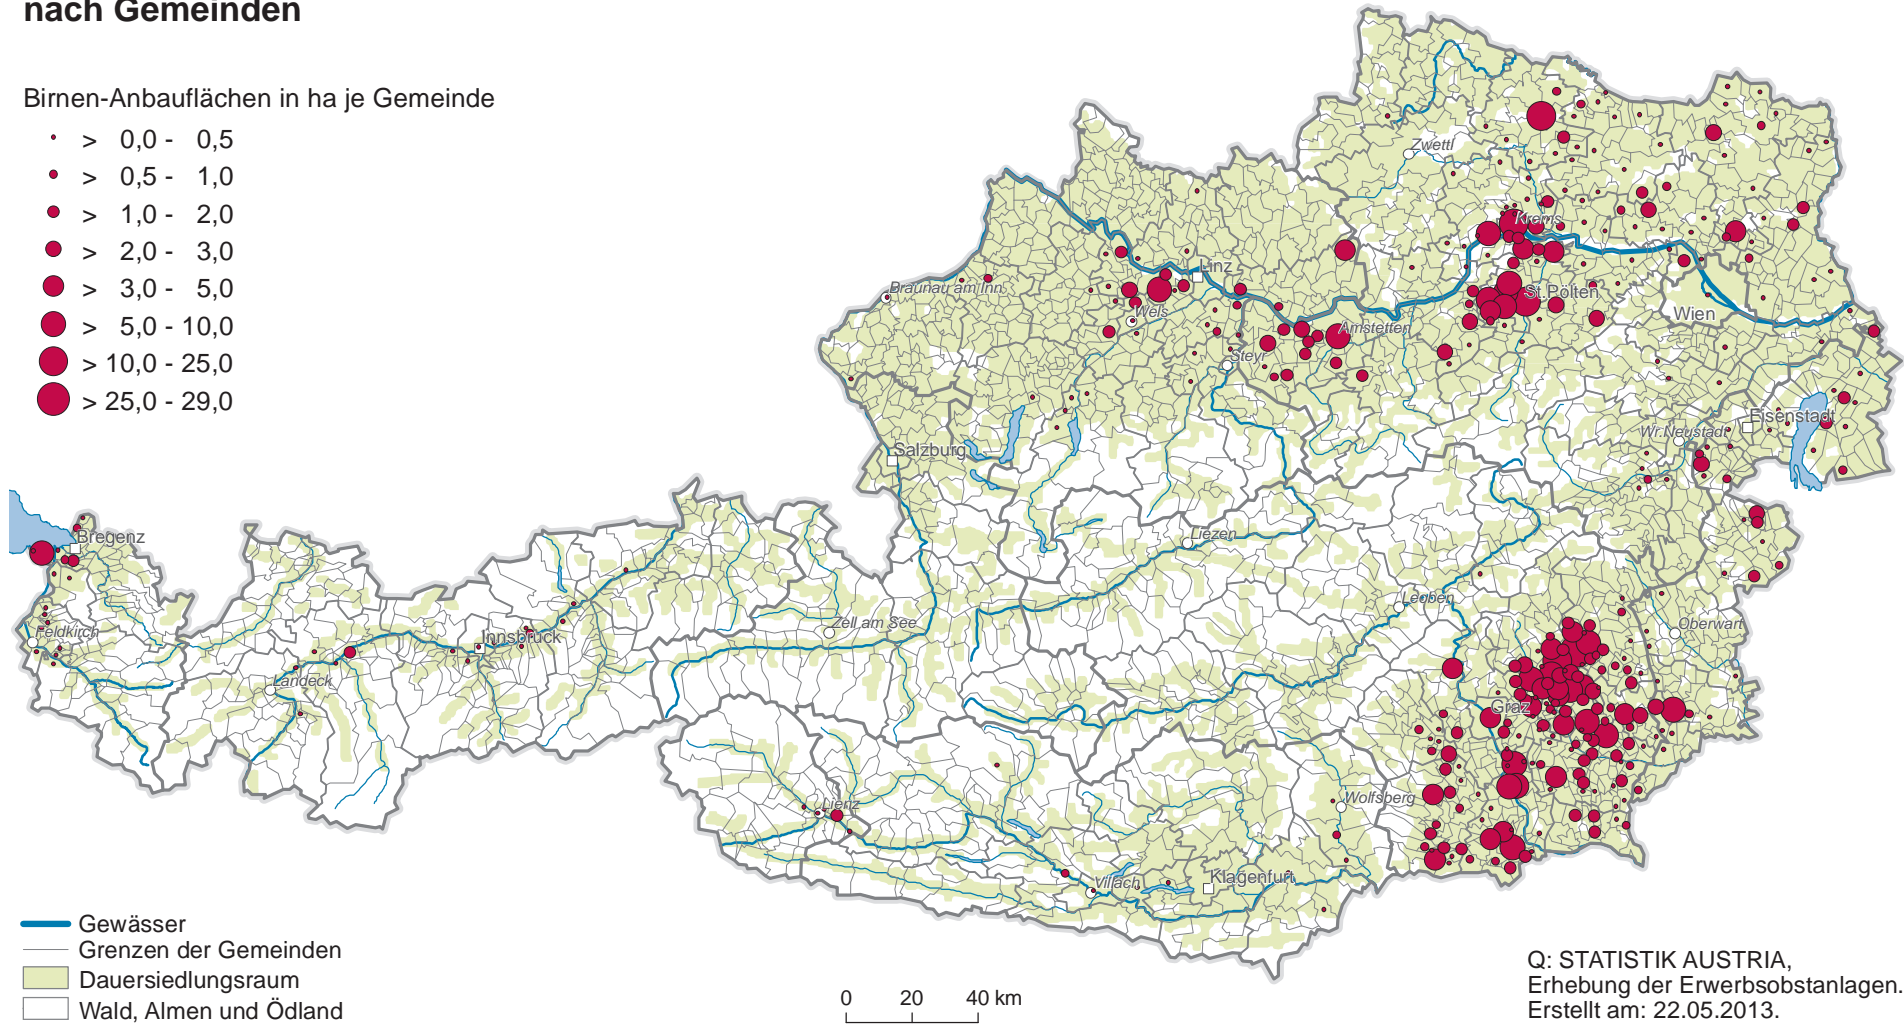 nach Gemeinden
Birnen-Anbauflächen in ha je Gemeinde
> 0,0 - 0,5
> 0,5 - 1,0
> 1,0 - 2,0
> 2,0 - 3,0
> 3,0 - 5,0
> 5,0 - 10,0
> 10,0 - 25,0
> 25,0 - 29,0
Zwettl
Krems
Linz
Braunau am Inn
St.Pölten
Wels
Wien
Amstetten
Steyr
Eisenstadt
Wr.Neustadt
Salzburg
Bregenz
Liezen
Leoben
Feldkirch
Innsbruck
Zell am See
Oberwart
Landeck
Graz
Lienz
Wolfsberg
Villach
Klagenfurt
Gewässer
Grenzen der Gemeinden
Dauersiedlungsraum
Wald, Almen und Ödland
0 20 40 km
Q: STATISTIK AUSTRIA,
Erhebung der Erwerbsobstanlagen.
Erstellt am: 22.05.2013.